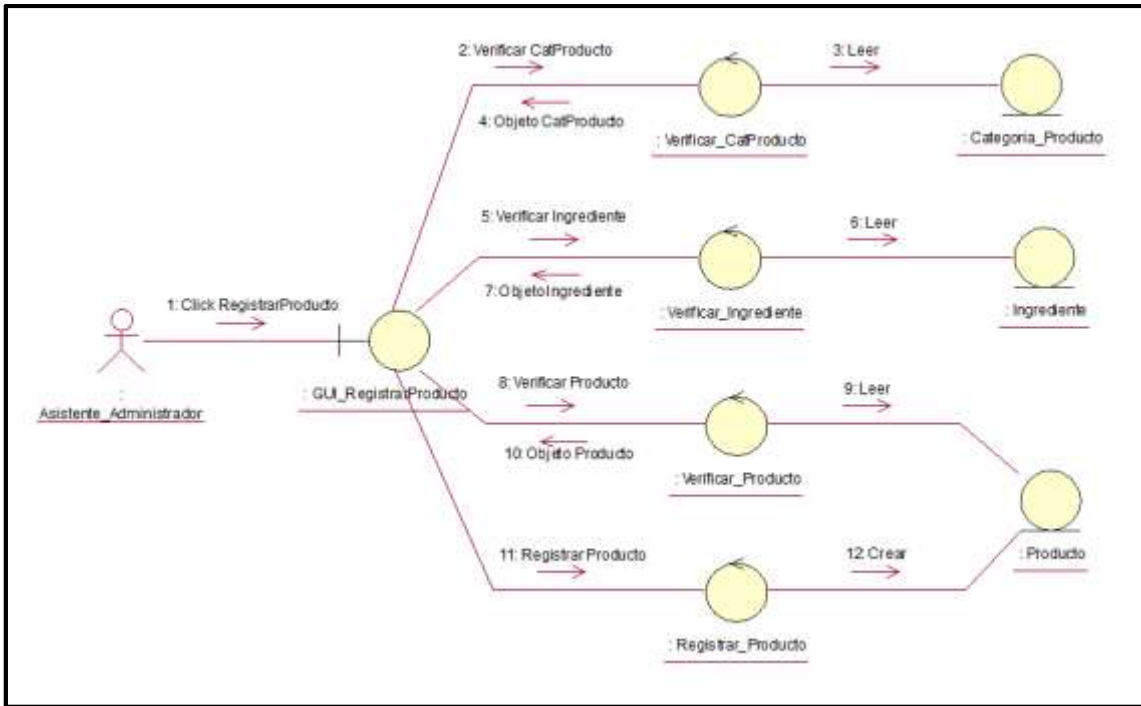 2: Verificar CatProducto
3: Leer
4: Objeto CatProducto
: Verificar_CatProducto
: Categoria_Producto
5: Verificar Ingrediente
6: Leer
7: Objeto Ingrediente
: Verificar_Ingrediente
: Ingrediente
1: Click RegistrarProducto
: GUI_RegistrarProducto
:
Asistente_Administrador
8: Verificar Producto
9: Leer
10: Objeto Producto
: Verificar_Producto
: Producto
11: Registrar Producto
12: Crear
: Registrar_Producto